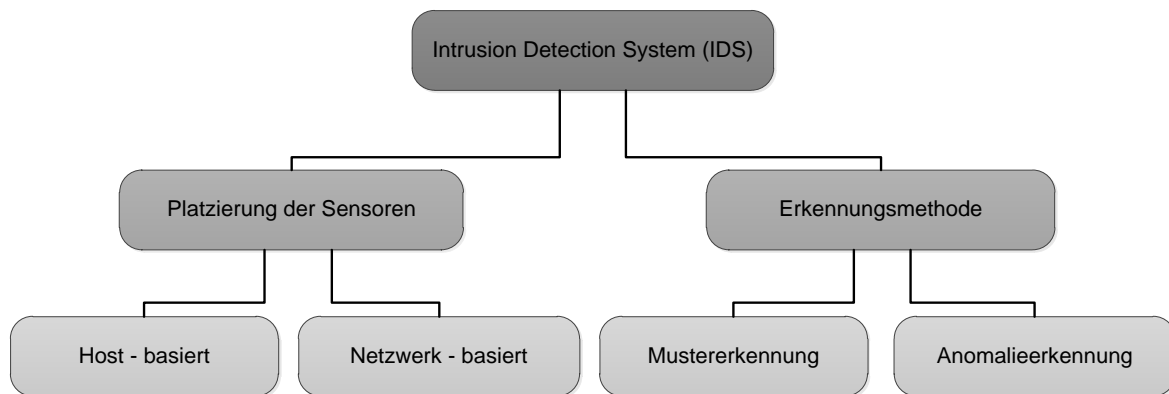 Intrusion Detection System (IDS)
Platzierung der Sensoren
Erkennungsmethode
Host - basiert
Netzwerk - basiert
Mustererkennung
Anomalieerkennung